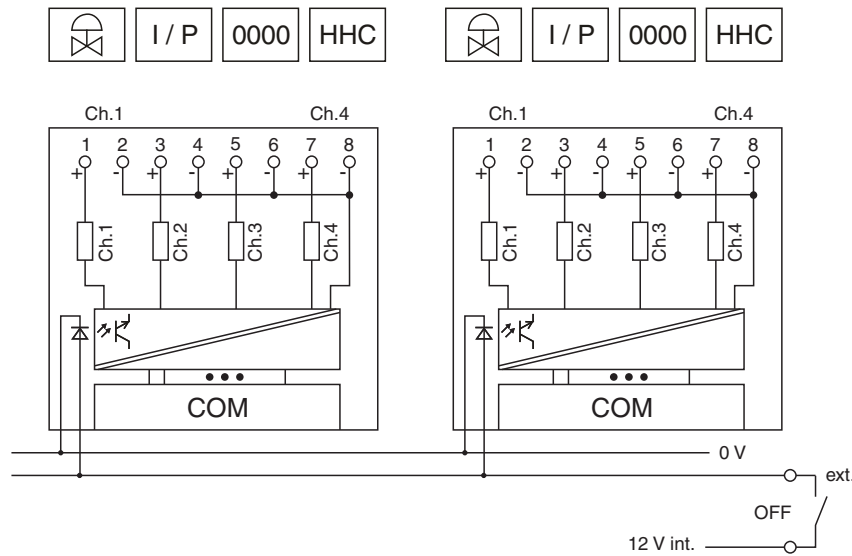 I / P 0000 HHC I / P 0000 HHC
Ch.1 Ch.4 Ch.1 Ch.4
1 2 3 4 5 6 7 8 1 2 3 4 5 6 7 8
+ - + - + - + - + - + - + - + -
Ch.1 Ch.2 Ch.3 Ch.4 Ch.1 Ch.2 Ch.3 Ch.4
COM COM
0 V
ext.
OFF
12 V int.